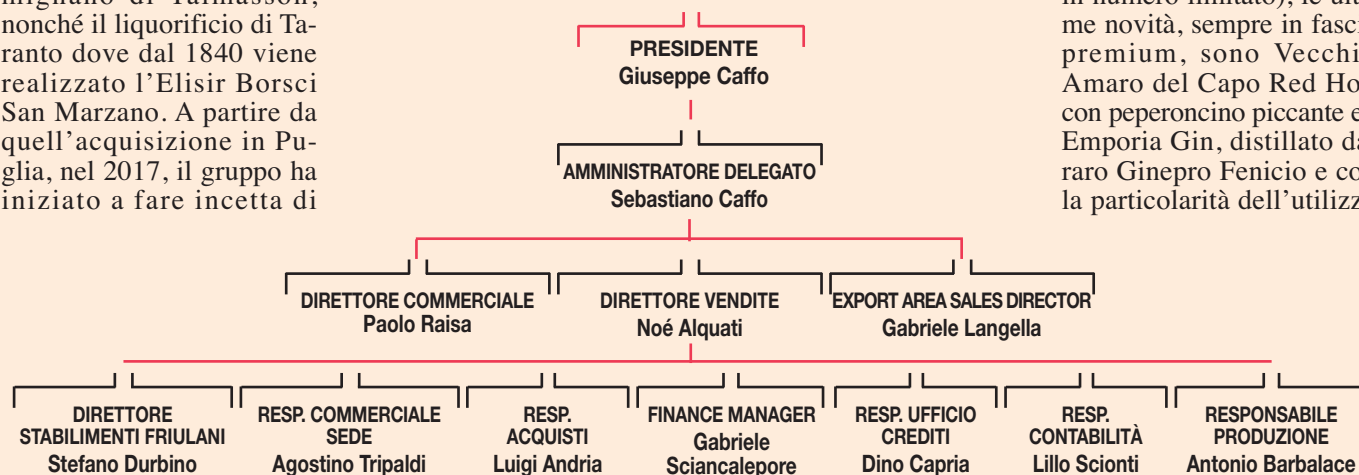 nonché il liquorificio di Ta-
ranto dove dal 1840 viene
realizzato l'Elisir Borsci
San Marzano. A partire da
quell'acquisizione in Pu-
glia, nel 2017, il gruppo ha
iniziato a fare incetta di
PRESIDENTE
Giuseppe Caffo
AMMINISTRATORE DELEGATO
Sebastiano Caffo
me novità, sempre in fasci
premium, sono Vecchi
Amaro del Capo Red Ho
con peperoncino piccante e
Emporia Gin, distillato da
raro Ginepro Fenicio e co
la particolarità dell'utilizz
DIRETTORE COMMERCIALE
Paolo Raisa
DIRETTORE VENDITE
Noé Alquati
EXPORT AREA SALES DIRECTOR
Gabriele Langella
DIRETTORE
STABILIMENTI FRIULANI
Stefano Durbino
RESP. COMMERCIALE
SEDE
Agostino Tripaldi
RESP.
ACQUISTI
Luigi Andria
FINANCE MANAGER
Gabriele
Sciancalepore
RESP. UFFICIO
CREDITI
Dino Capria
RESP.
CONTABILITÀ
Lillo Scionti
RESPONSABILE
PRODUZIONE
Antonio Barbalace